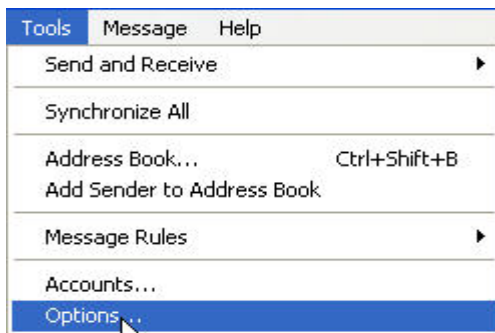 Tools Message Help
Send and Receive
Synchronize All
Address Book... Ctrl+Shift+B
Add Sender to Address Book
Message Rules
Accounts...
Options...